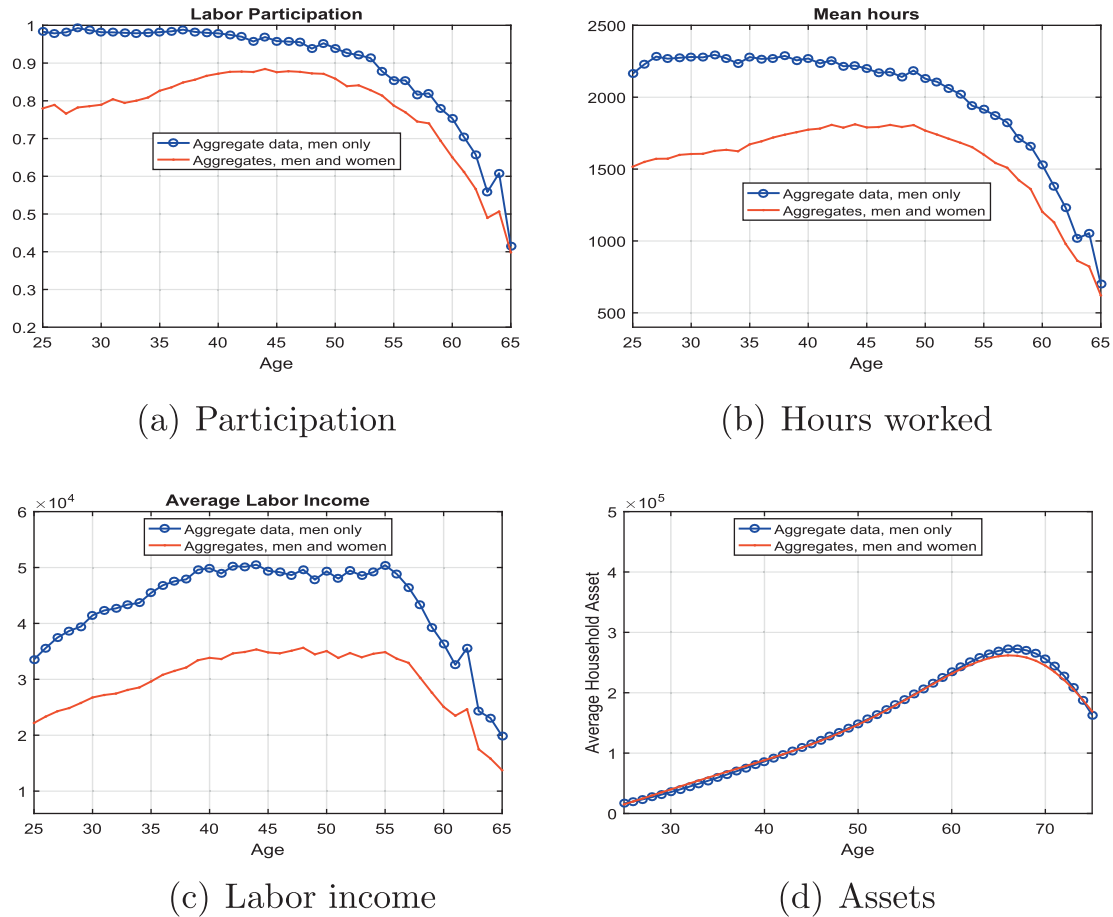 Labor Participation
1
0.9
0.8
0.7
0.6
0.5
0.4
0.3
0.2
Aggregate data, men only
Aggregates, men and women
25 30 35 40 45 50 55 60 65
Age
(a) Participation
Mean hours
2500
2000
1500
1000
500
Aggregate data, men only
Aggregates, men and women
25 30 35 40 45 50 55 60 65
Age
(b) Hours worked
Average Labor Income
×10⁴
6
5
4
3
2
1
Aggregate data, men only
Aggregates, men and women
25 30 35 40 45 50 55 60 65
Age
(c) Labor income
×10⁵
5
4
3
2
1
0
Average Household Asset
Aggregate data, men only
Aggregates, men and women
30 40 50 60 70
Age
(d) Assets